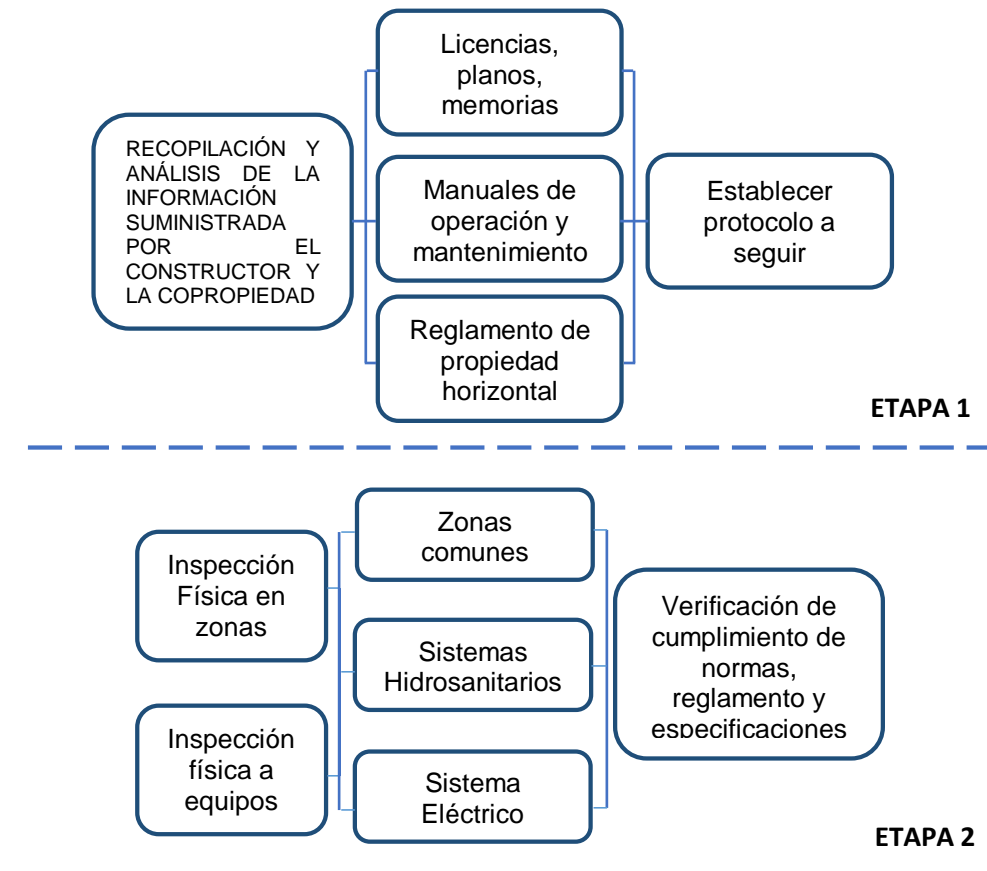 RECOPILACIÓN Y
ANÁLISIS DE LA
INFORMACIÓN
SUMINISTRADA
POR EL
CONSTRUCTOR Y
LA COPROPIEDAD
Licencias,
planos,
memorias
Manuales de
operación y
mantenimiento
Reglamento de
propiedad
horizontal
Establecer
protocolo a
seguir
ETAPA 1
Inspección
Física en
zonas
Inspección
física a
equipos
Zonas
comunes
Sistemas
Hidrosanitarios
Sistema
Eléctrico
Verificación de
cumplimiento de
normas,
reglamento y
especificaciones
ETAPA 2